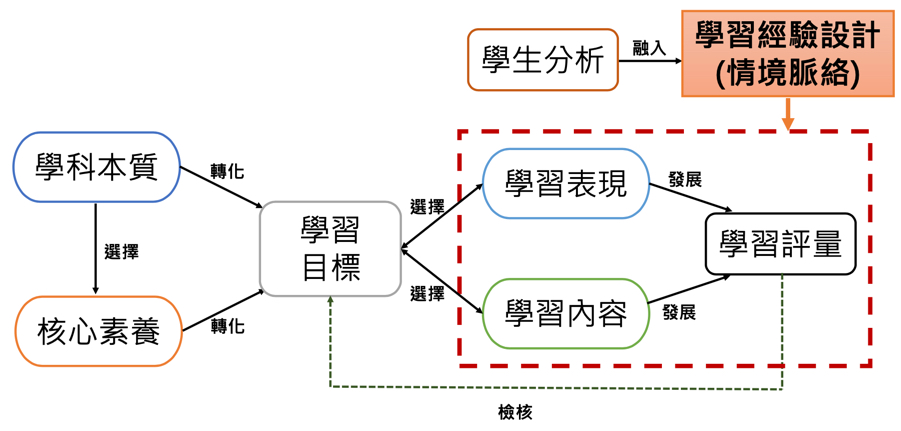 學生分析
融入
學習經驗設計
(情境脈絡)
學科本質
轉化
選擇
核心素養
轉化
學習
目標
選擇
選擇
學習表現
發展
學習內容
發展
學習評量
檢核